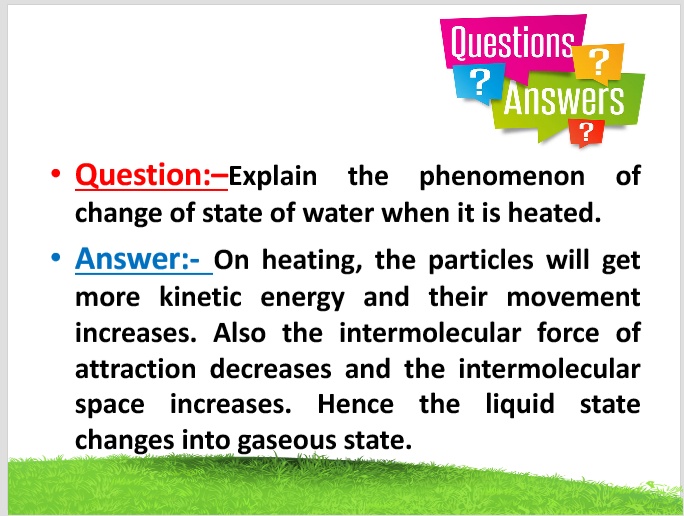 Questions
?
?
Answers
?
• Question:–Explain the phenomenon of
change of state of water when it is heated.
• Answer:- On heating, the particles will get
more kinetic energy and their movement
increases. Also the intermolecular force of
attraction decreases and the intermolecular
space increases. Hence the liquid state
changes into gaseous state.